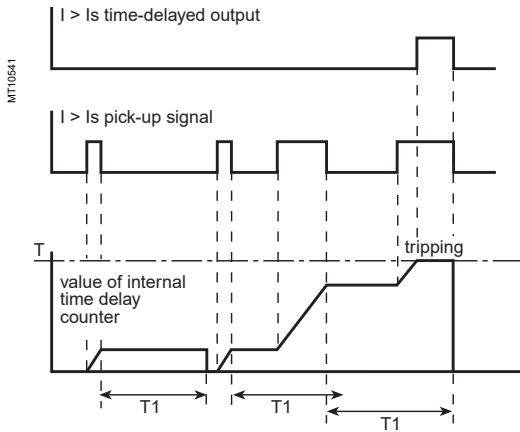 I > Is time-delayed output
MT10541
I > Is pick-up signal
T
tripping
value of internal
time delay
counter
T1
T1
T1